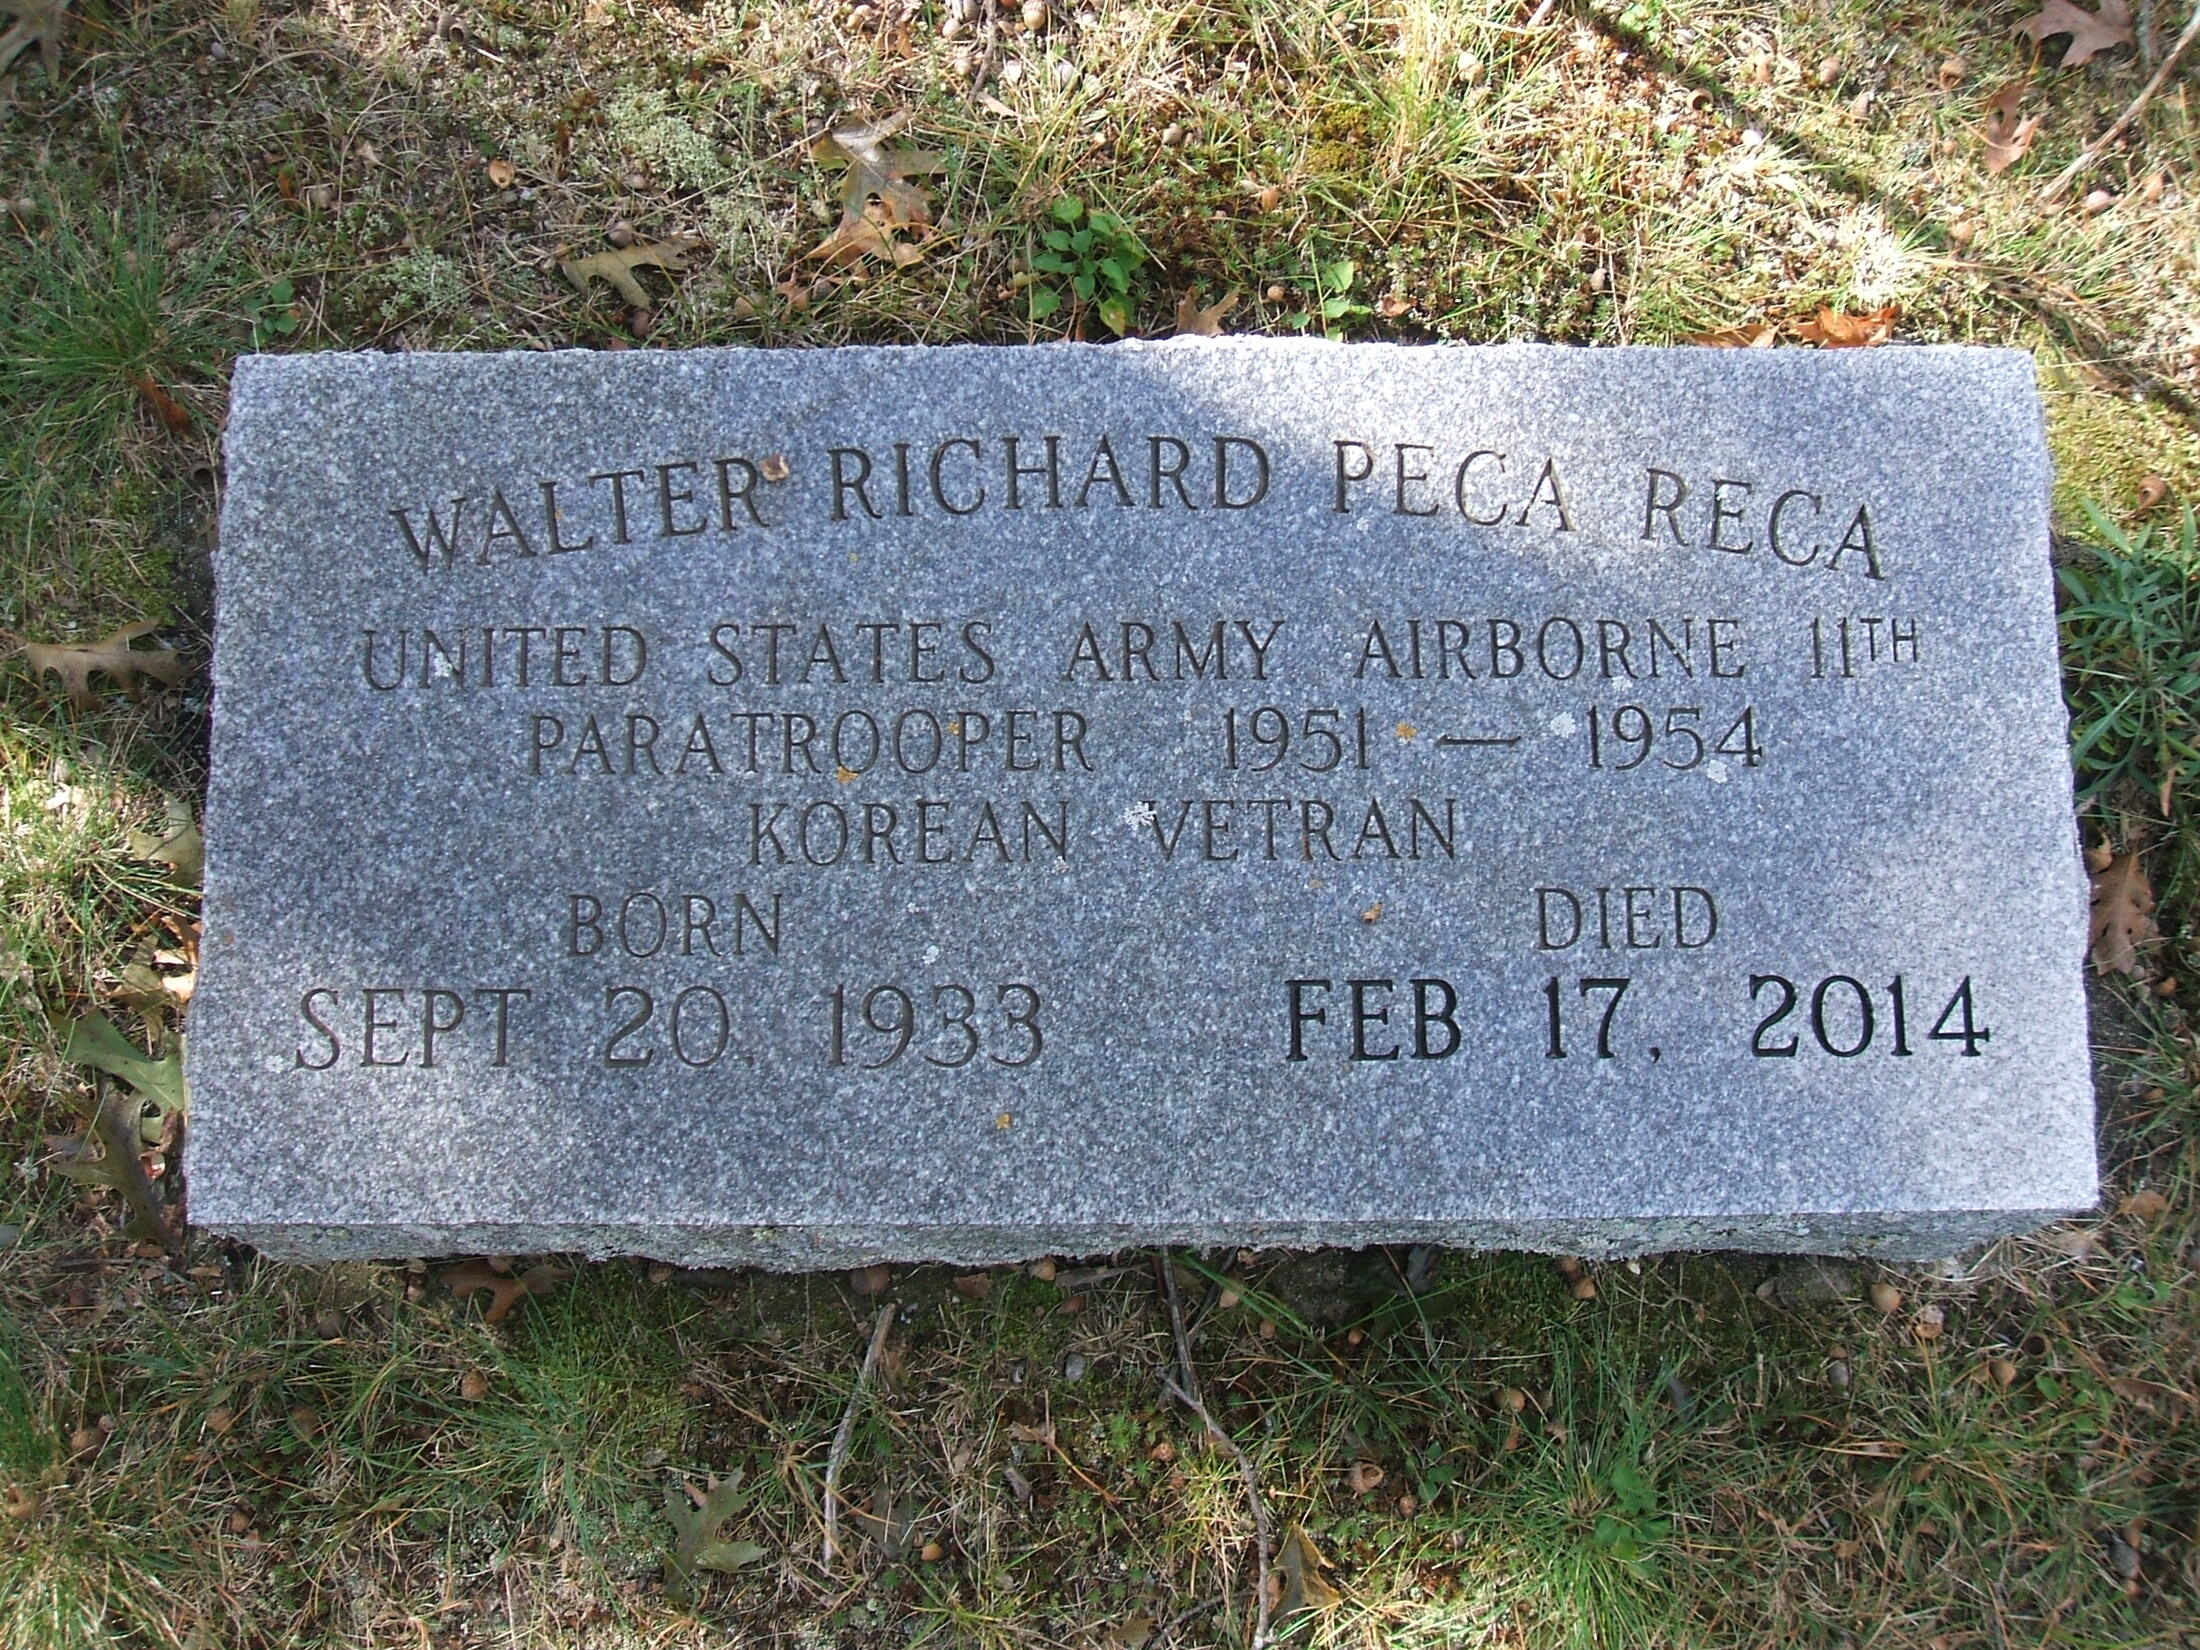 WALTER RICHARD PECA RECA
UNITED STATES ARMY AIRBORNE 11TH
PARATROOPER 1951 — 1954
KOREAN VETRAN
BORN DIED
SEPT 20, 1933 FEB 17, 2014